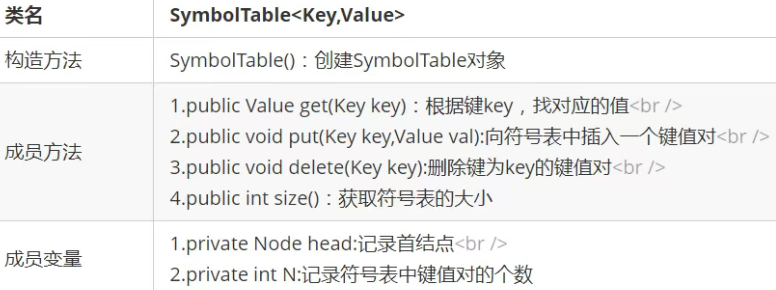 类名 SymbolTable<Key,Value>
构造方法 SymbolTable()：创建SymbolTable对象
1.public Value get(Key key)：根据键key，找对应的值<br />
2.public void put(Key key,Value val):向符号表中插入一个键值对<br />
成员方法
3.public void delete(Key key):删除键为key的键值对<br />
4.public int size()：获取符号表的大小
1.private Node head:记录首结点<br />
成员变量
2.private int N:记录符号表中键值对的个数